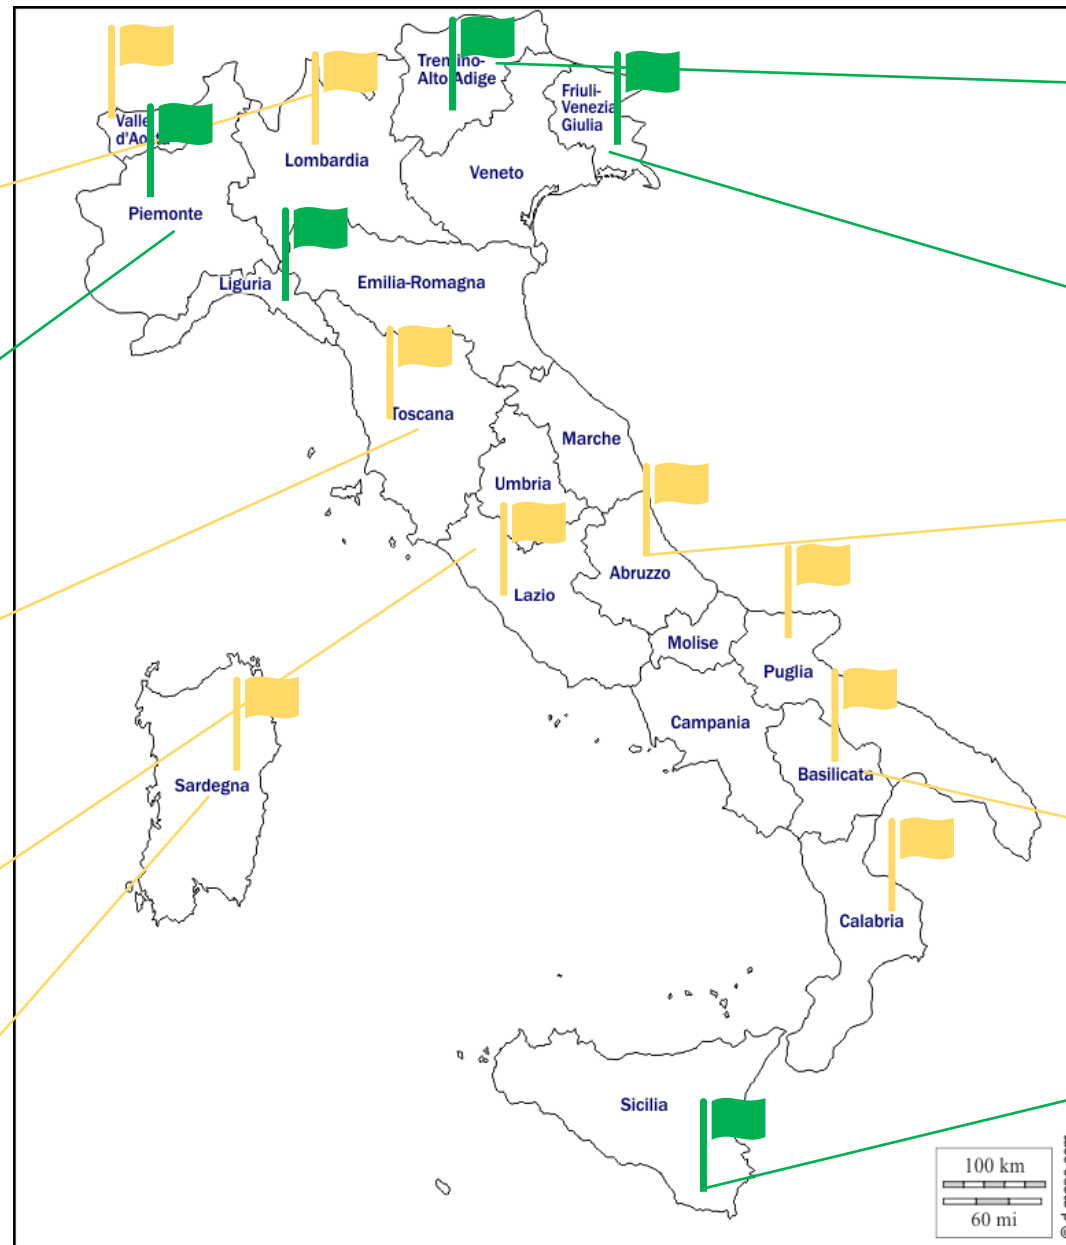 Trentino-
Alto Adige
Friuli-
Venezia
Giulia
Valle
d'Aosta
Lombardia
Veneto
Piemonte
Liguria
Emilia-Romagna
Toscana
Marche
Umbria
Abruzzo
Lazio
Molise
Puglia
Campania
Sardegna
Basilicata
Calabria
Sicilia
100 km
60 mi